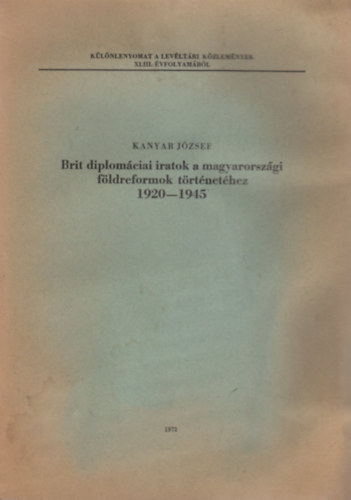 KÜLÖNLENYOMAT A LEVÉLTÁRI KÖZLEMÉNYEK
XLIII. ÉVFOLYAMÁBÓL
KANYAR JÓZSEF
Brit diplomáciai iratok a magyarországi
földreformok történetéhez
1920—1945
1972